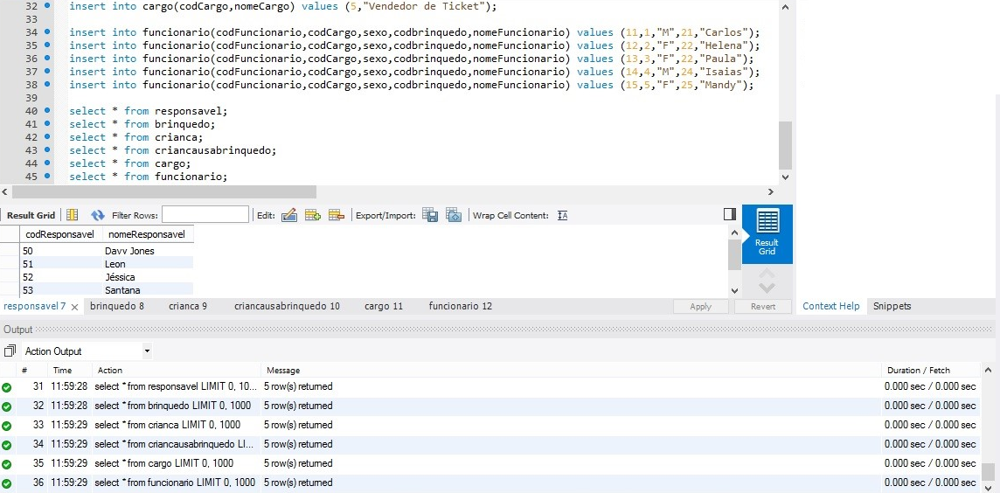 32 insert into cargo(codCargo,nomeCargo) values (5,"Vendedor de Ticket");
33
34 insert into funcionario(codFuncionario,codCargo,sexo,codbrinquedo,nomeFuncionario) values (11,1,"M",21,"Carlos");
35 insert into funcionario(codFuncionario,codCargo,sexo,codbrinquedo,nomeFuncionario) values (12,2,"F",22,"Helena");
36 insert into funcionario(codFuncionario,codCargo,sexo,codbrinquedo,nomeFuncionario) values (13,3,"F",22,"Paula");
37 insert into funcionario(codFuncionario,codCargo,sexo,codbrinquedo,nomeFuncionario) values (14,4,"M",24,"Isaias");
38 insert into funcionario(codFuncionario,codCargo,sexo,codbrinquedo,nomeFuncionario) values (15,5,"F",25,"Mandy");
39
40 select * from responsavel;
41 select * from brinquedo;
42 select * from crianca;
43 select * from criancausabrinquedo;
44 select * from cargo;
45 select * from funcionario;
Result Grid Filter Rows: Edit: Export/Import: Wrap Cell Content:
Result Grid
codResponsavel nomeResponsavel
50 Davy Jones
51 Leon
52 Jéssica
53 Santana
responsavel 7 brinquedo 8 crianca 9 criancausabrinquedo 10 cargo 11 funcionario 12 Apply Revert Context Help Snippets
Output
Action Output
# Time Action Message Duration / Fetch
31 11:59:28 select * from responsavel LIMIT 0, 10... 5 row(s) returned 0.000 sec / 0.000 sec
32 11:59:28 select * from brinquedo LIMIT 0, 1000 5 row(s) returned 0.000 sec / 0.000 sec
33 11:59:29 select * from crianca LIMIT 0, 1000 5 row(s) returned 0.000 sec / 0.000 sec
34 11:59:29 select * from criancausabrinquedo LI... 5 row(s) returned 0.000 sec / 0.000 sec
35 11:59:29 select * from cargo LIMIT 0, 1000 5 row(s) returned 0.000 sec / 0.000 sec
36 11:59:29 select * from funcionario LIMIT 0, 1000 5 row(s) returned 0.000 sec / 0.000 sec